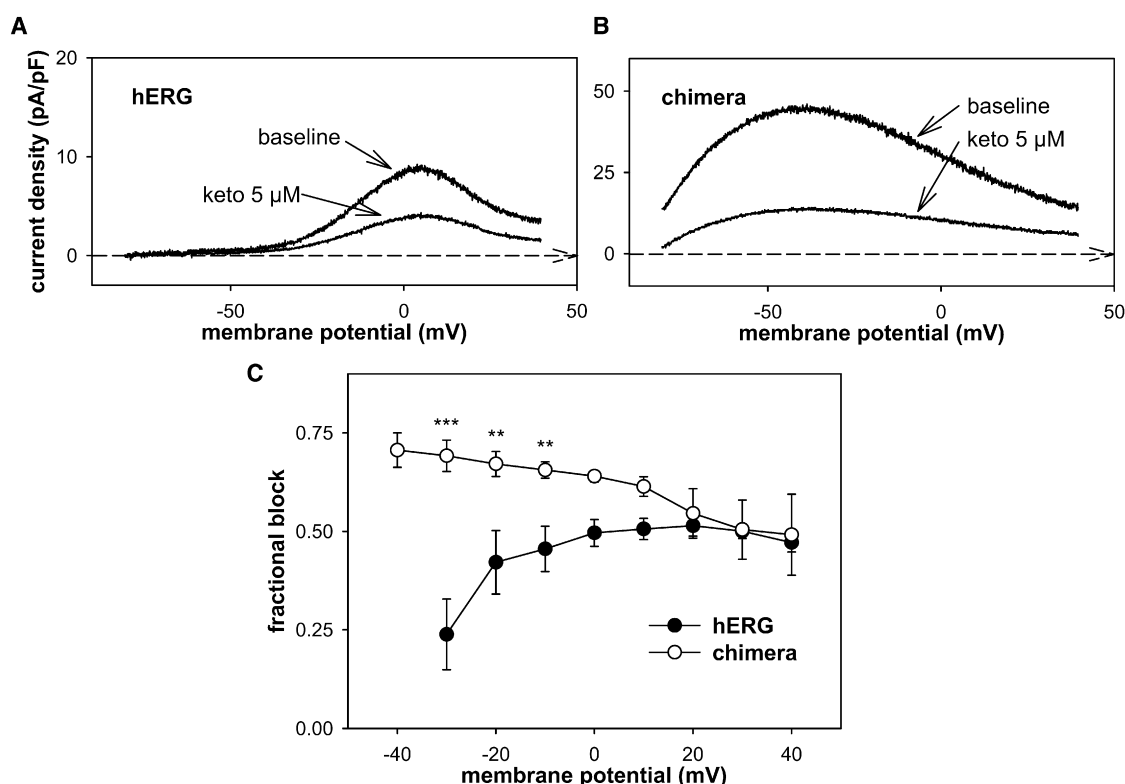 A
B
20
10
0
current density (pA/pF)
hERG
baseline
keto 5 µM
-50
0
50
membrane potential (mV)
50
25
0
chimera
baseline
keto 5 µM
-50
0
50
membrane potential (mV)
C
0.75
0.50
0.25
0.00
fractional block
***
**
**
hERG
chimera
-40
-20
0
20
40
membrane potential (mV)